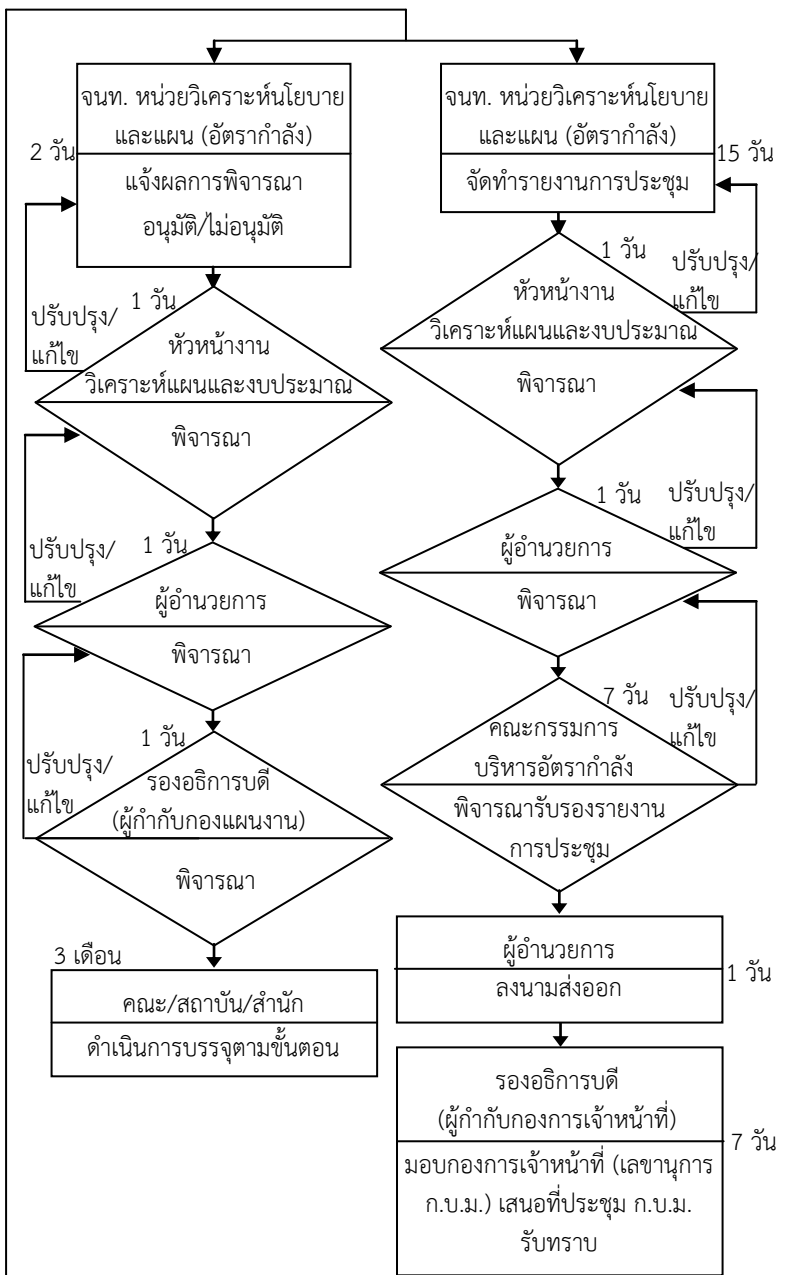 จนท. หน่วยวิเคราะห์นโยบาย
และแผน (อัตรากำลัง)
2 วัน
แจ้งผลการพิจารณา
อนุมัติ/ไม่อนุมัติ
1 วัน
ปรับปรุง/
แก้ไข
หัวหน้างาน
วิเคราะห์แผนและงบประมาณ
พิจารณา
1 วัน
ปรับปรุง/
แก้ไข
ผู้อำนวยการ
พิจารณา
1 วัน
ปรับปรุง/
แก้ไข
รองอธิการบดี
(ผู้กำกับกองแผนงาน)
พิจารณา
3 เดือน
คณะ/สถาบัน/สำนัก
ดำเนินการบรรจุตามขั้นตอน
จนท. หน่วยวิเคราะห์นโยบาย
และแผน (อัตรากำลัง)
15 วัน
จัดทำรายงานการประชุม
1 วัน
ปรับปรุง/
แก้ไข
หัวหน้างาน
วิเคราะห์แผนและงบประมาณ
พิจารณา
1 วัน
ปรับปรุง/
แก้ไข
ผู้อำนวยการ
พิจารณา
7 วัน
ปรับปรุง/
แก้ไข
คณะกรรมการ
บริหารอัตรากำลัง
พิจารณารับรองรายงาน
การประชุม
ผู้อำนวยการ
1 วัน
ลงนามส่งออก
รองอธิการบดี
(ผู้กำกับกองการเจ้าหน้าที่)
7 วัน
มอบกองการเจ้าหน้าที่ (เลขานุการ
ก.บ.ม.) เสนอที่ประชุม ก.บ.ม.
รับทราบ